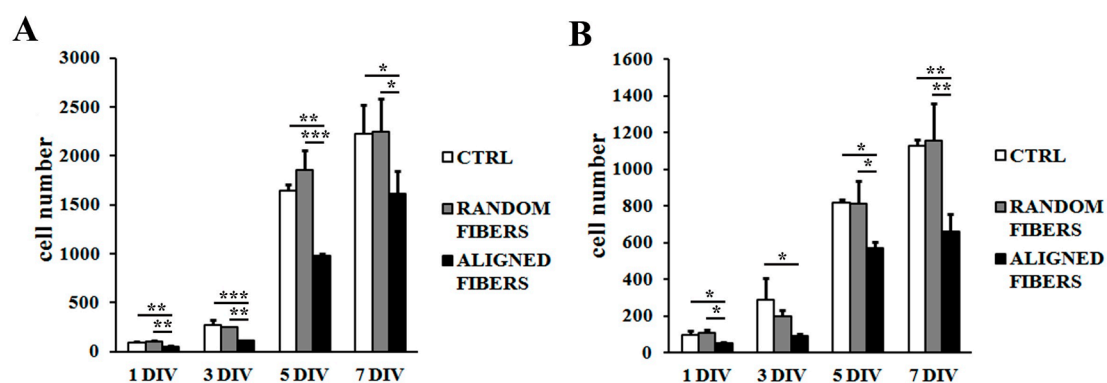 A
3000
2500
2000
1500
1000
500
0
cell number
** **
*** **
** ***
* *
1 DIV 3 DIV 5 DIV 7 DIV
CTRL
RANDOM
FIBERS
ALIGNED
FIBERS
B
1600
1400
1200
1000
800
600
400
200
0
cell number
* *
*
* *
** **
1 DIV 3 DIV 5 DIV 7 DIV
CTRL
RANDOM
FIBERS
ALIGNED
FIBERS